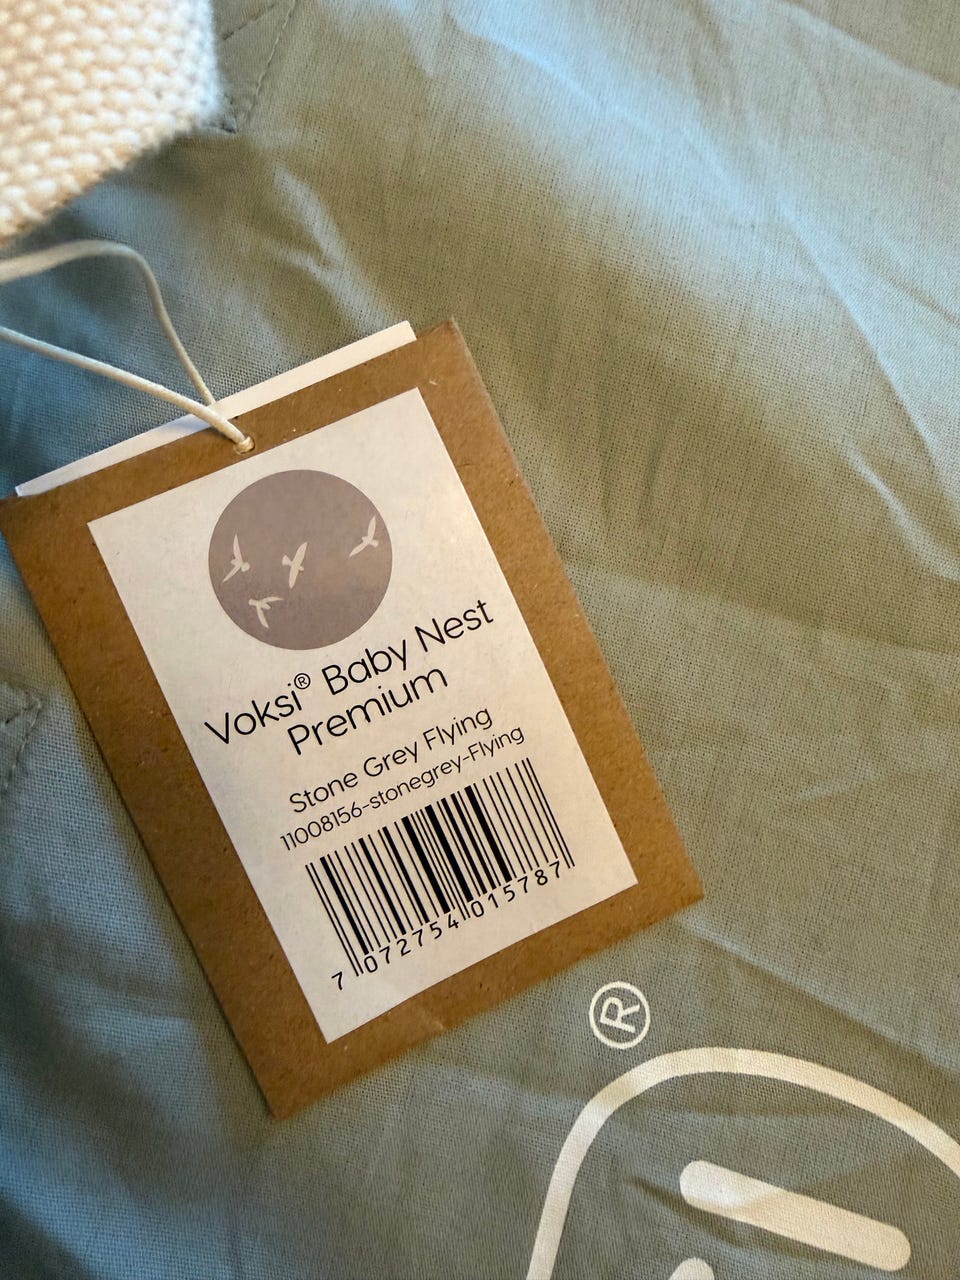 Voksi® Baby Nest
Premium
Stone Grey Flying
11008156-stonegrey-Flying
7 072754 015787
®